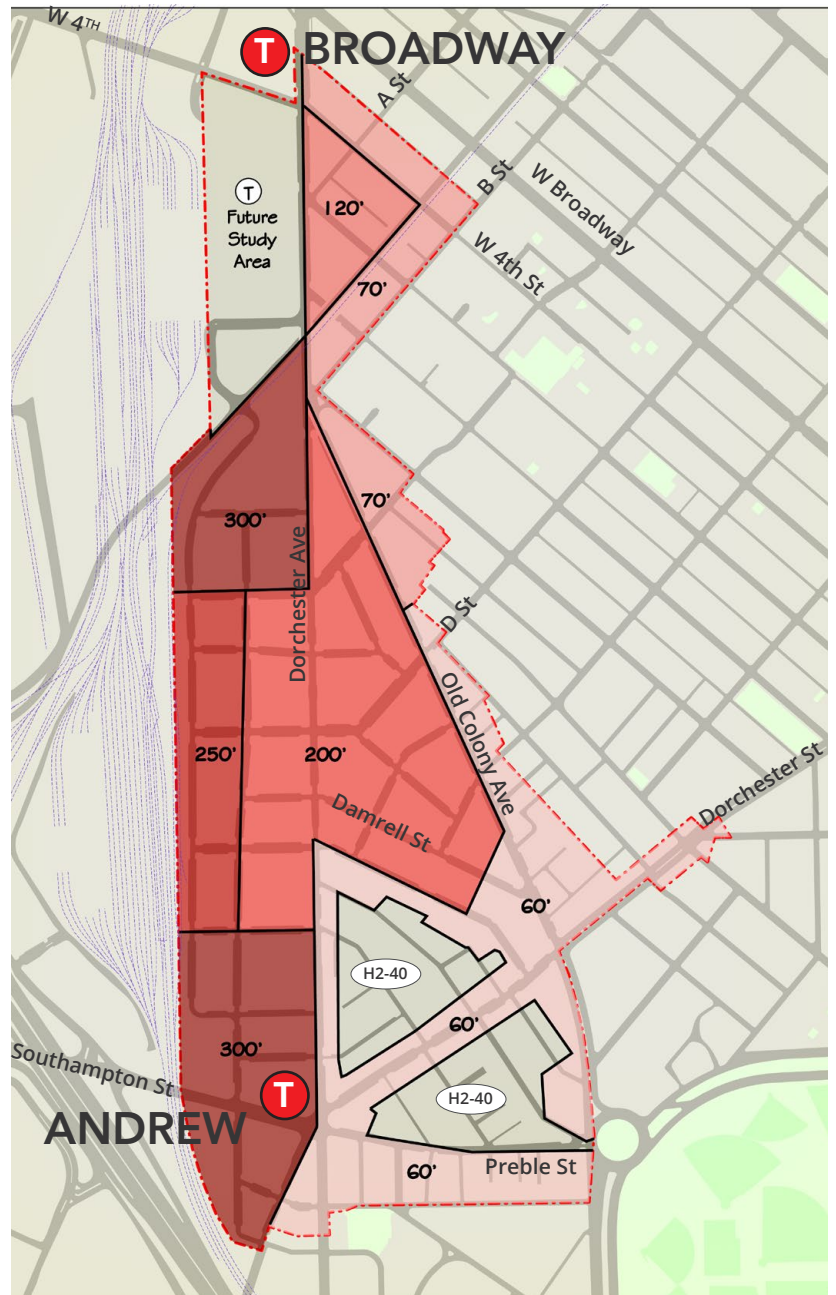 W 4TH
T BROADWAY
A St
B St
W Broadway
T
Future
Study
Area
120'
W 4th St
70'
70'
300'
Dorchester Ave
D St
Old Colony Ave
250'
200'
Dorchester St
Damrell St
60'
H2-40
60'
300'
Southampton St
T
H2-40
ANDREW
Preble St
60'